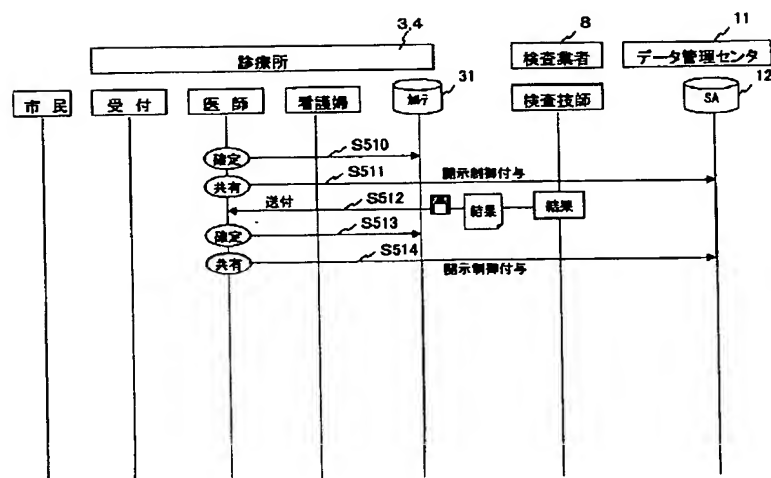 3,4
8
11
診療所
検査業者
データ管理センタ
31
12
市民
受付
医師
看護婦
ｶﾙﾃ
検査技師
SA
確定
S510
共有
S511
開示制御付与
送付
S512
結果
結果
確定
S513
共有
S514
開示制御付与